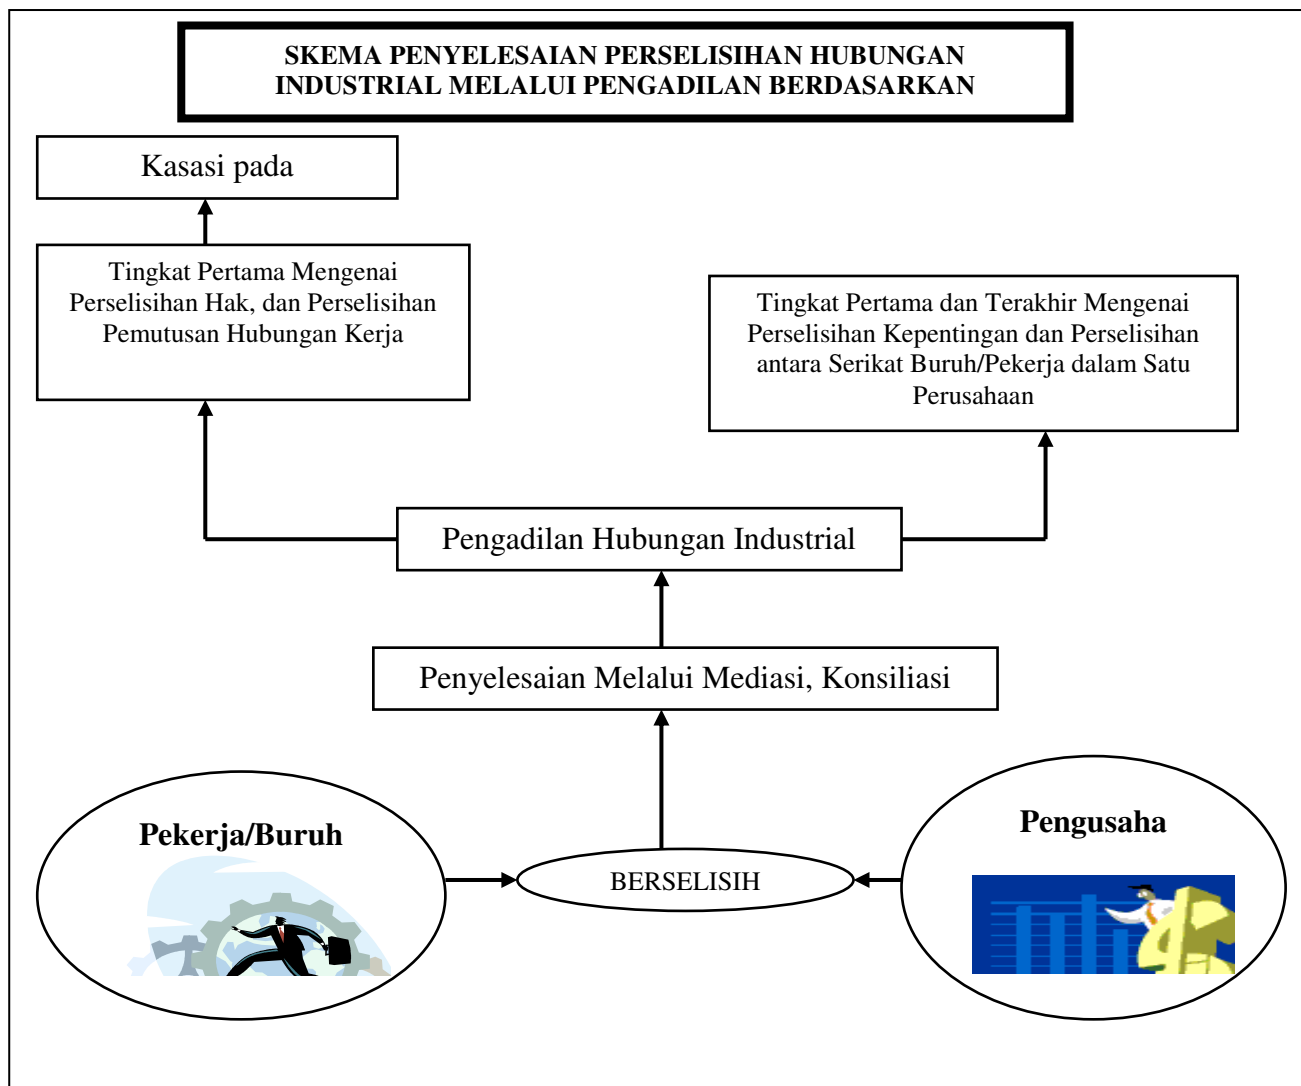 SKEMA PENYELESAIAN PERSELISIHAN HUBUNGAN
INDUSTRIAL MELALUI PENGADILAN BERDASARKAN
Kasasi pada
Tingkat Pertama Mengenai
Perselisihan Hak, dan Perselisihan
Pemutusan Hubungan Kerja
Tingkat Pertama dan Terakhir Mengenai
Perselisihan Kepentingan dan Perselisihan
antara Serikat Buruh/Pekerja dalam Satu
Perusahaan
Pengadilan Hubungan Industrial
Penyelesaian Melalui Mediasi, Konsiliasi
Pekerja/Buruh
Pengusaha
BERSELISIH